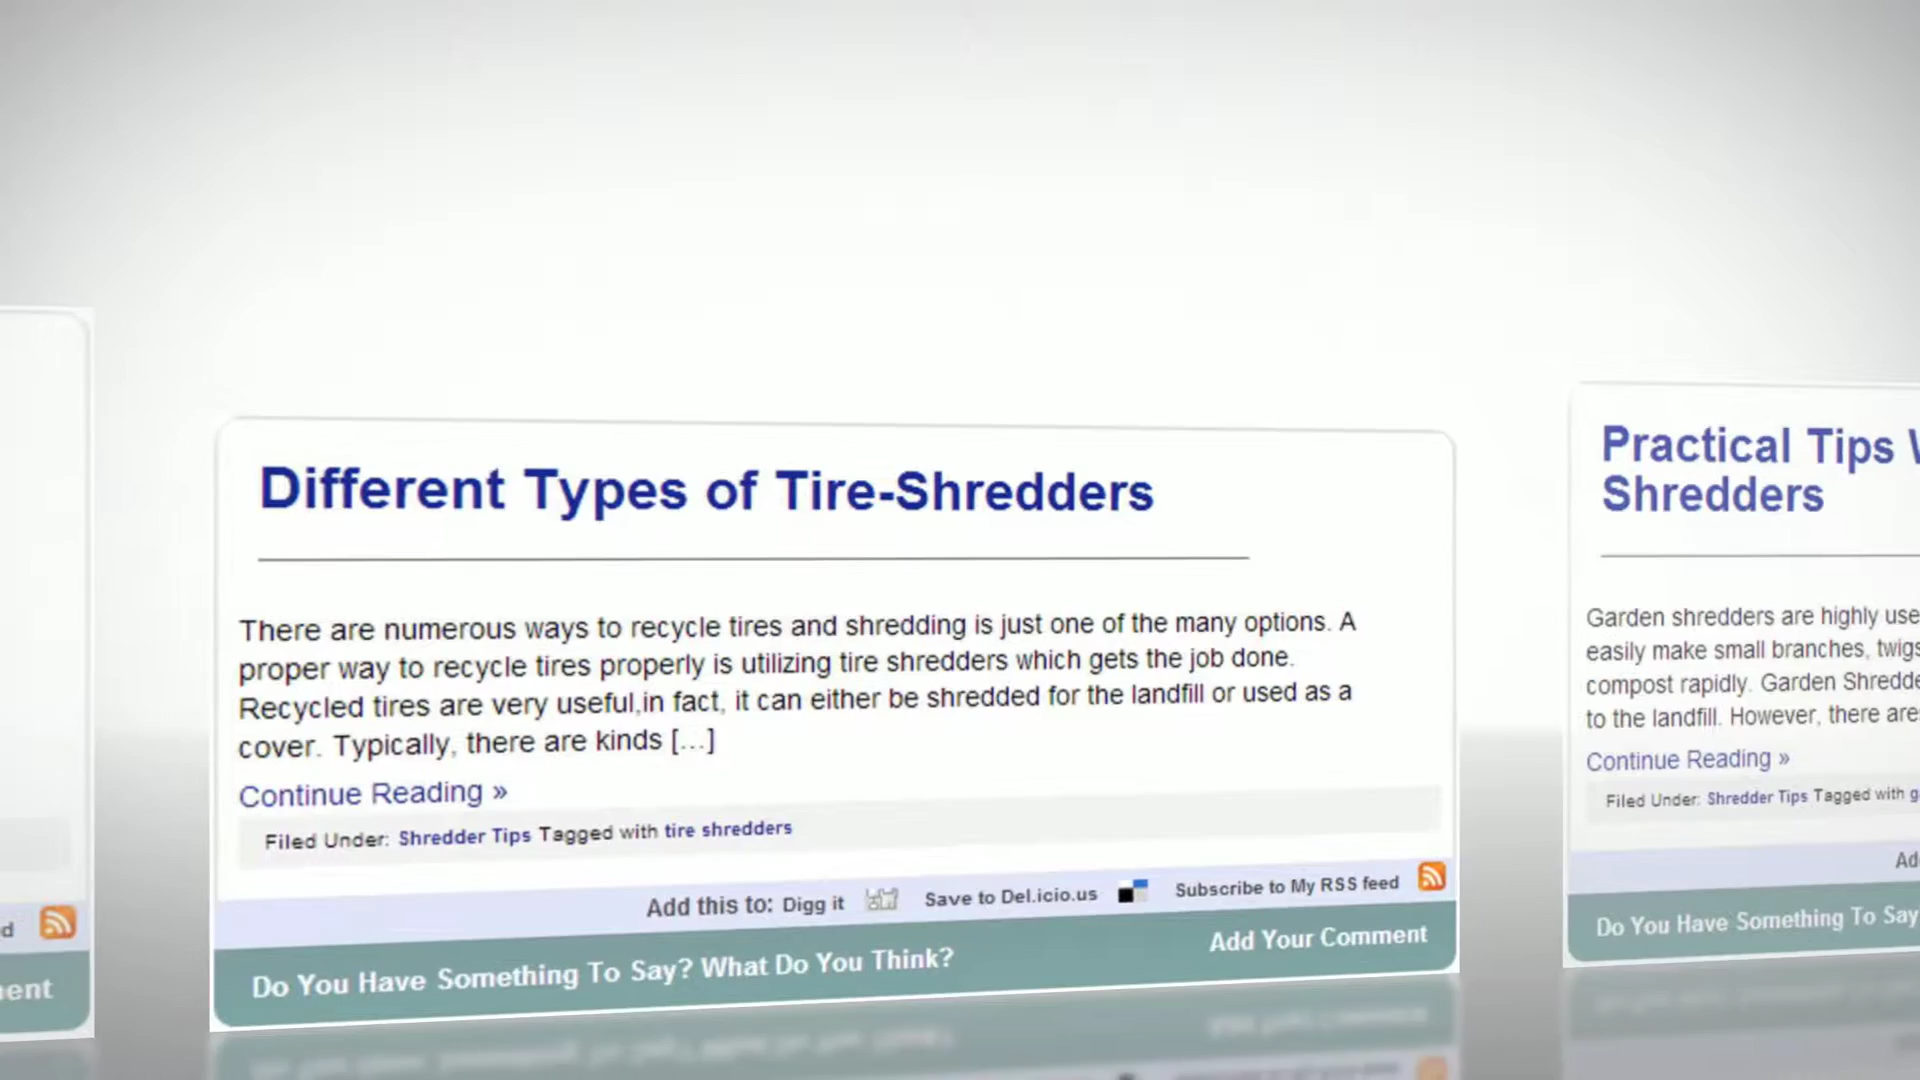 Different Types of Tire-Shredders
There are numerous ways to recycle tires and shredding is just one of the many options. A
proper way to recycle tires properly is utilizing tire shredders which gets the job done.
Recycled tires are very useful,in fact, it can either be shredded for the landfill or used as a
cover. Typically, there are kinds [...]
Continue Reading »
Filed Under: Shredder Tips Tagged with tire shredders
Add this to: Digg it Save to Del.icio.us Subscribe to My RSS feed
Do You Have Something To Say? What Do You Think? Add Your Comment
Practical Tips
Shredders
Garden shredders are highly
easily make small branches,
compost rapidly. Garden
to the landfill. However, there are
Continue Reading »
Filed Under: Shredder Tips Tagged with
Do You Have Something To Say